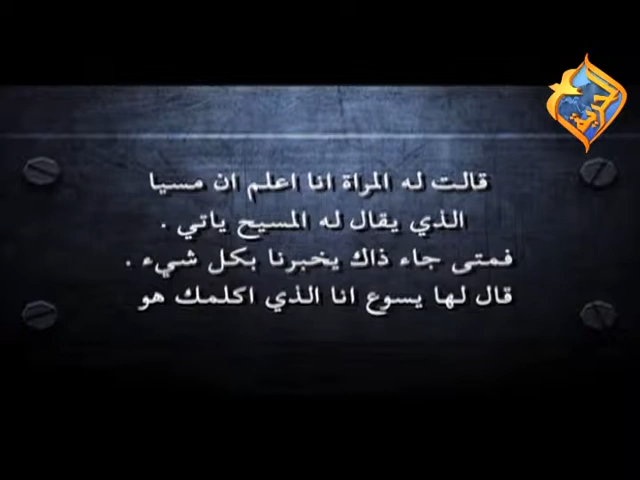 الحرية
قالت له المراة انا اعلم ان مسيا
الذي يقال له المسيح ياتي .
فمتى جاء ذاك يخبرنا بكل شيء .
قال لها يسوع انا الذي اكلمك هو